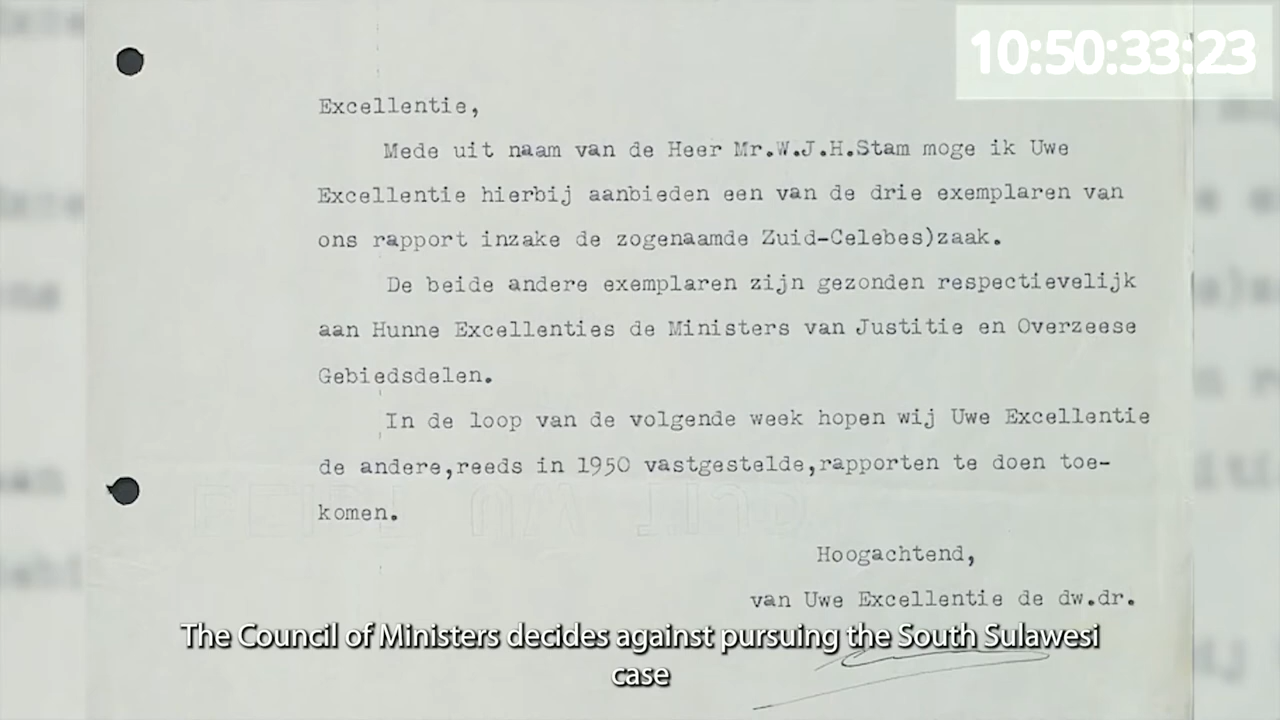 10:50:33:23
Excellentie,
Mede uit naam van de Heer Mr.W.J.H.Stam moge ik Uwe
Excellentie hierbij aanbieden een van de drie exemplaren van
ons rapport inzake de zogenaamde Zuid-Celebes)zaak.
De beide andere exemplaren zijn gezonden respectievelijk
aan Hunne Excellenties de Ministers van Justitie en Overzeese
Gebiedsdelen.
In de loop van de volgende week hopen wij Uwe Excellentie
de andere,reeds in 1950 vastgestelde,rapporten te doen toe-
komen.
Hoogachtend,
van Uwe Excellentie de dw.dr.
The Council of Ministers decides against pursuing the South Sulawesi
case